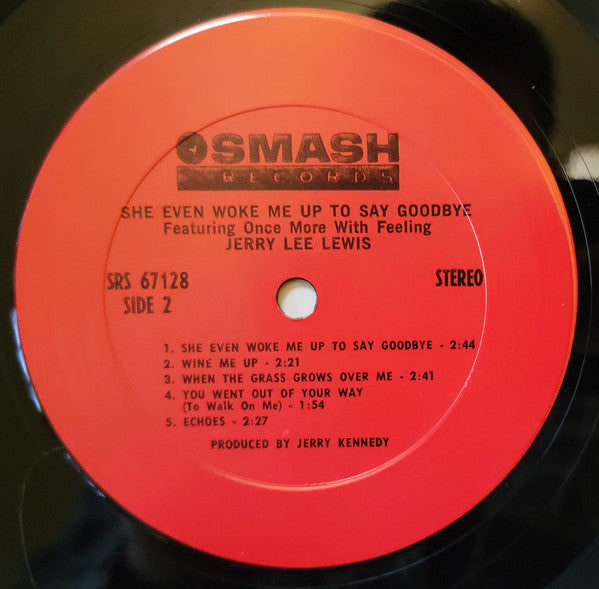 SMASH
RECORDS
SHE EVEN WOKE ME UP TO SAY GOODBYE
Featuring Once More With Feeling
JERRY LEE LEWIS
SRS 67128
STEREO
SIDE 2
1. SHE EVEN WOKE ME UP TO SAY GOODBYE - 2:44
2. WINE ME UP - 2:21
3. WHEN THE GRASS GROWS OVER ME - 2:41
4. YOU WENT OUT OF YOUR WAY
(To Walk On Me) - 1:54
5. ECHOES - 2:27
PRODUCED BY JERRY KENNEDY